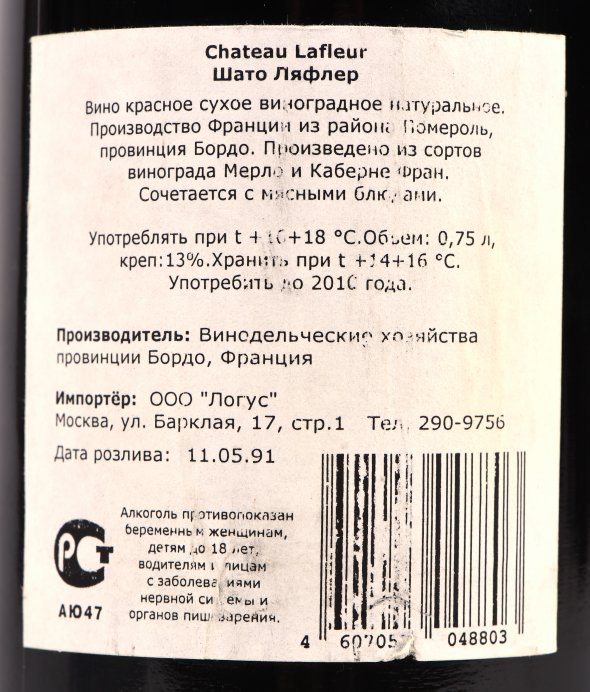 Chateau Lafleur
Шато Ляфлер
Вино красное сухое виноградное натуральное.
Производство Франции из района Помероль,
провинция Бордо. Произведено из сортов
винограда Мерло и Каберне Фран.
Сочетается с мясными блюдами.
Употреблять при t +16+18 °C.Объем: 0,75 л,
креп:13%.Хранить при t +14+16 °C.
Употребить до 2010 года.
Производитель: Винодельческие хозяйства
провинции Бордо, Франция
Импортёр: ООО "Логус"
Москва, ул. Барклая, 17, стр.1 Тел. 290-9756
Дата розлива: 11.05.91
Алкоголь противопоказан
беременным женщинам,
детям до 18 лет,
водителям и лицам
с заболеваниями
нервной системы и
органов пищеварения.
РСТ
АЮ47
4 607057 048803